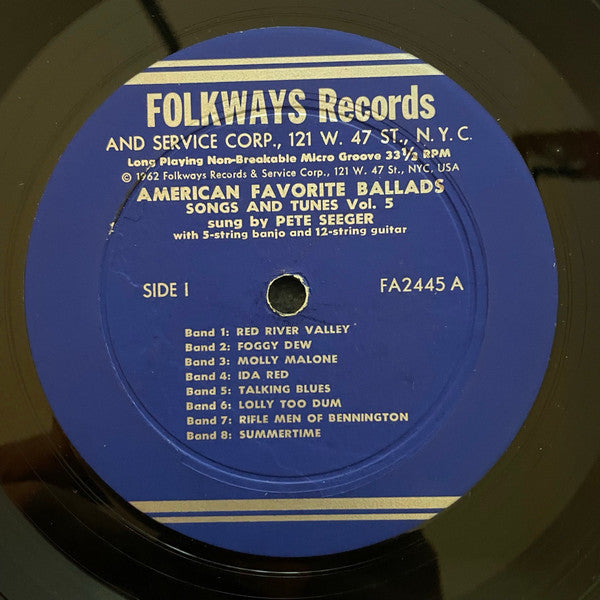 FOLKWAYS Records
AND SERVICE CORP., 121 W. 47 ST., N.Y.C.
Long Playing Non-Breakable Micro Groove 33⅓ RPM
© 1962 Folkways Records & Service Corp., 121 W. 47 St., NYC, USA
AMERICAN FAVORITE BALLADS
SONGS AND TUNES Vol. 5
sung by PETE SEEGER
with 5-string banjo and 12-string guitar
SIDE I
FA2445 A
Band 1: RED RIVER VALLEY
Band 2: FOGGY DEW
Band 3: MOLLY MALONE
Band 4: IDA RED
Band 5: TALKING BLUES
Band 6: LOLLY TOO DUM
Band 7: RIFLE MEN OF BENNINGTON
Band 8: SUMMERTIME